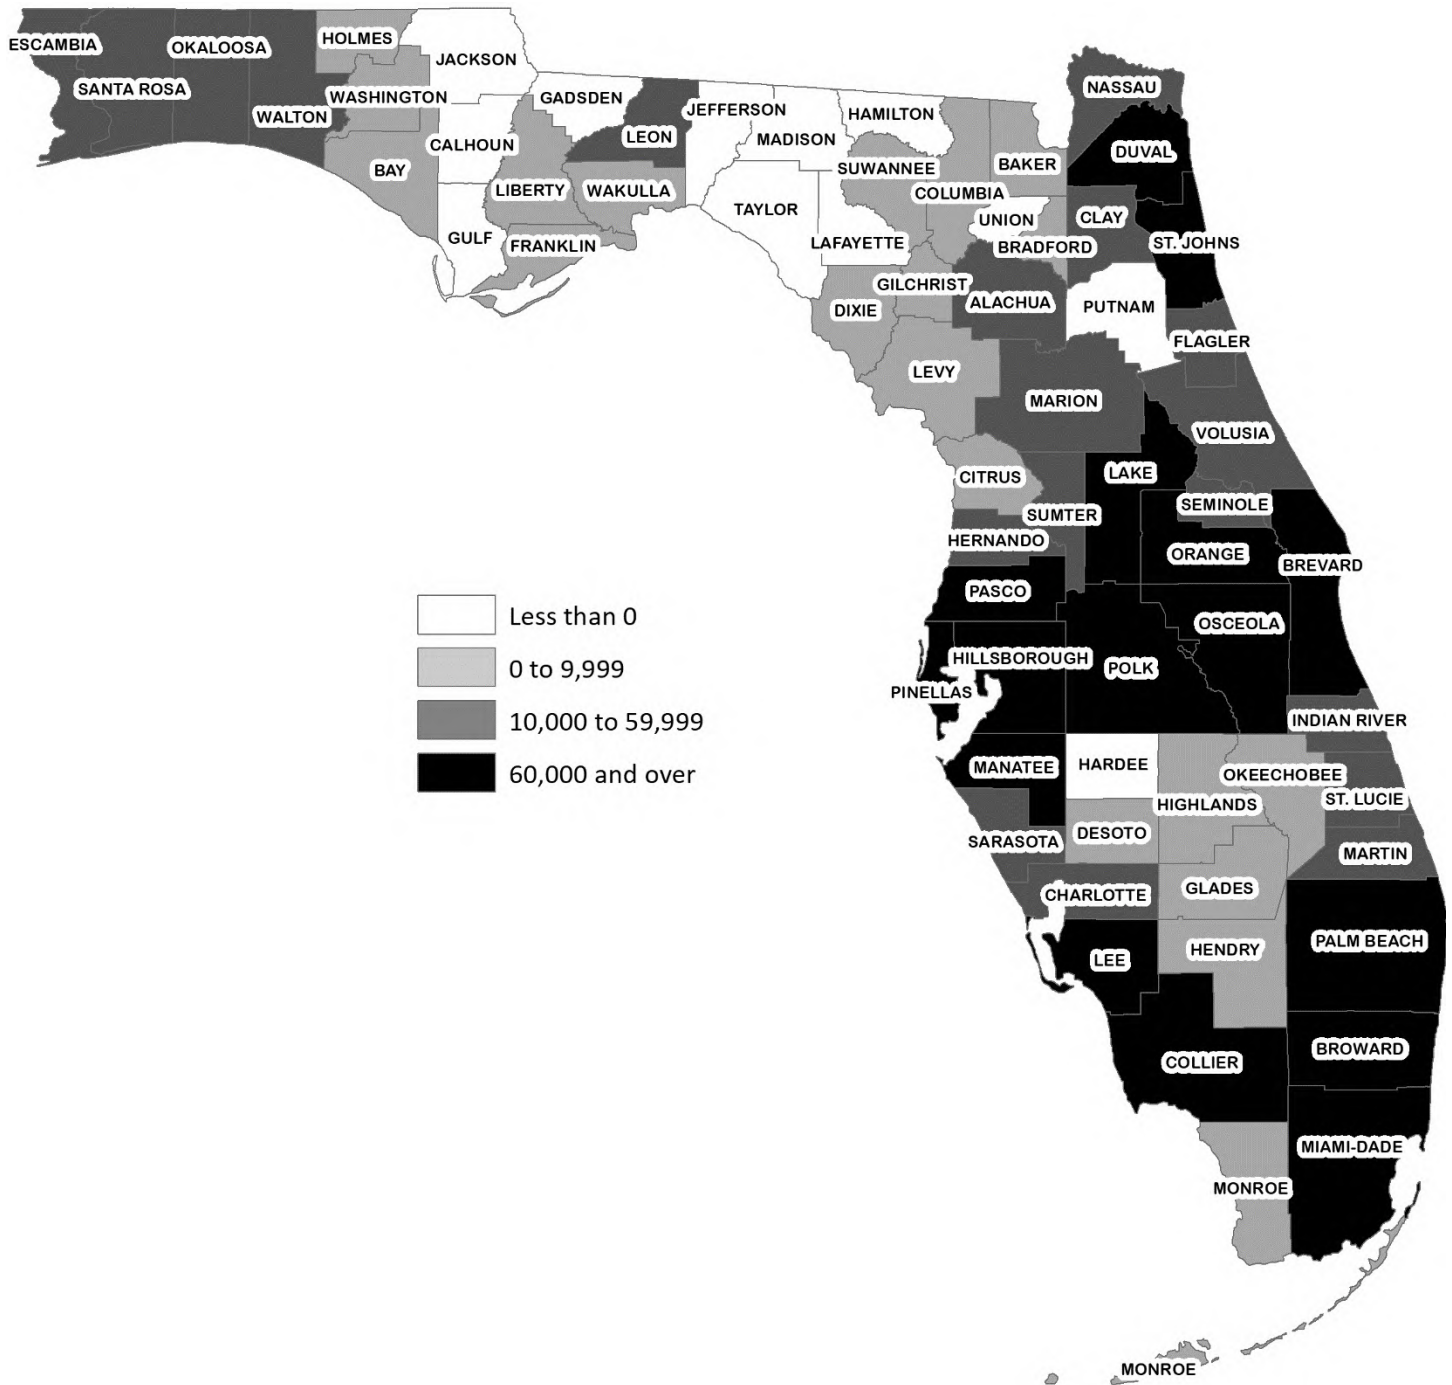 HOLMES
ESCAMBIA
OKALOOSA
JACKSON
SANTA ROSA
NASSAU
WASHINGTON
GADSDEN
WALTON
JEFFERSON
HAMILTON
LEON
MADISON
CALHOUN
DUVAL
BAY
SUWANNEE
BAKER
LIBERTY
WAKULLA
COLUMBIA
TAYLOR
UNION
CLAY
GULF
FRANKLIN
LAFAYETTE
BRADFORD
ST. JOHNS
GILCHRIST
ALACHUA
DIXIE
PUTNAM
FLAGLER
LEVY
MARION
VOLUSIA
CITRUS
LAKE
SEMINOLE
SUMTER
HERNANDO
ORANGE
BREVARD
PASCO
Less than 0
OSCEOLA
HILLSBOROUGH
POLK
0 to 9,999
PINELLAS
10,000 to 59,999
INDIAN RIVER
MANATEE
HARDEE
60,000 and over
OKEECHOBEE
HIGHLANDS
ST. LUCIE
DESOTO
SARASOTA
MARTIN
GLADES
CHARLOTTE
PALM BEACH
HENDRY
LEE
BROWARD
COLLIER
MIAMI-DADE
MONROE
MONROE